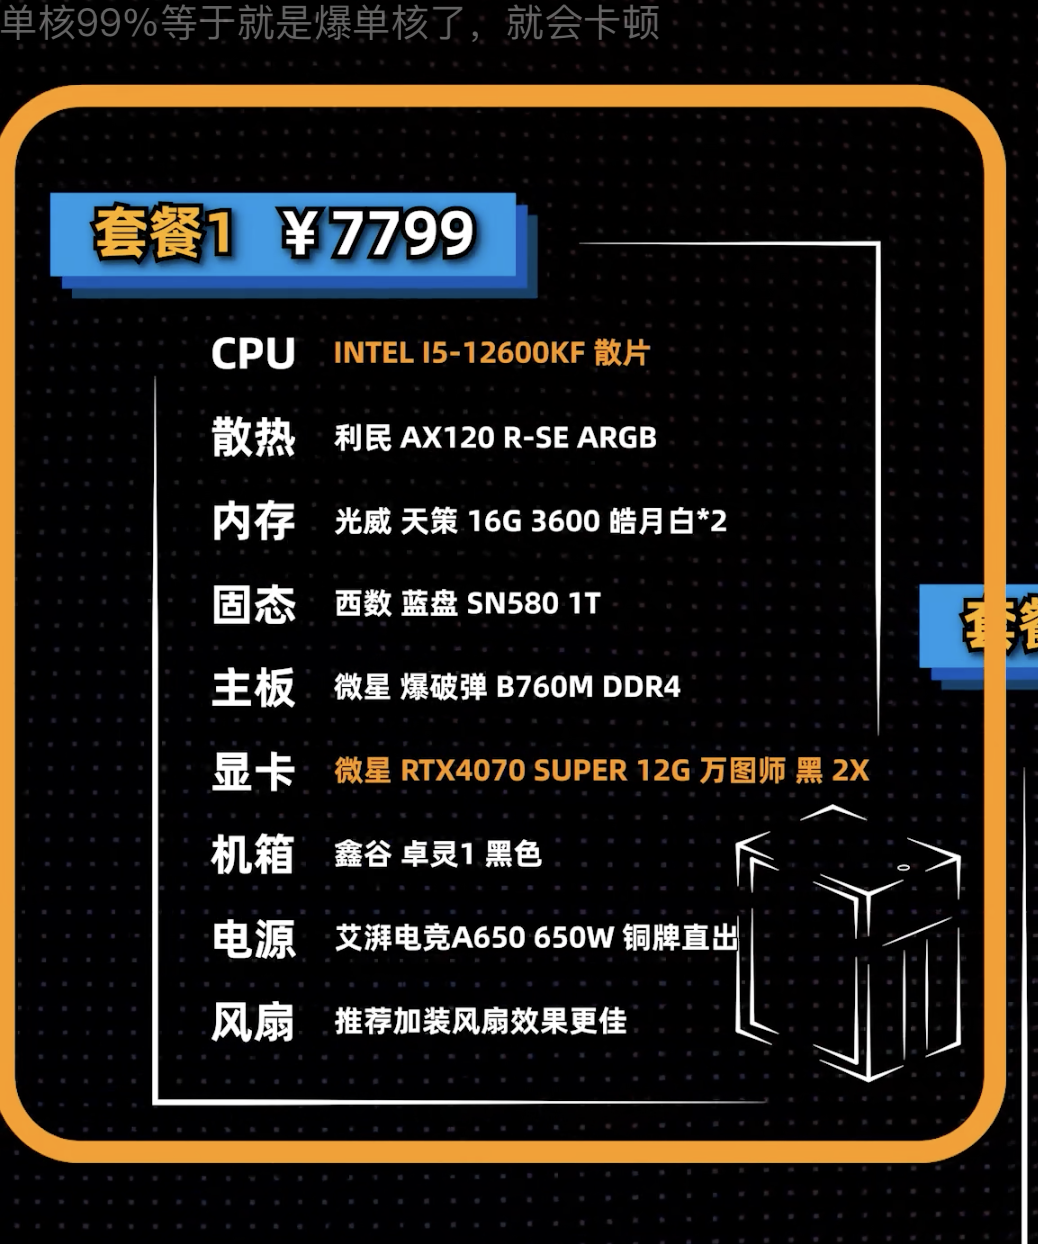 单核99%等于就是爆单核了，就会卡顿
套餐1 ¥7799
CPU INTEL I5-12600KF 散片
散热 利民 AX120 R-SE ARGB
内存 光威 天策 16G 3600 皓月白*2
固态 西数 蓝盘 SN580 1T
套餐
主板 微星 爆破弹 B760M DDR4
显卡 微星 RTX4070 SUPER 12G 万图师 黑 2X
机箱 鑫谷 卓灵1 黑色
电源 艾湃电竞A650 650W 铜牌直出
风扇 推荐加装风扇效果更佳